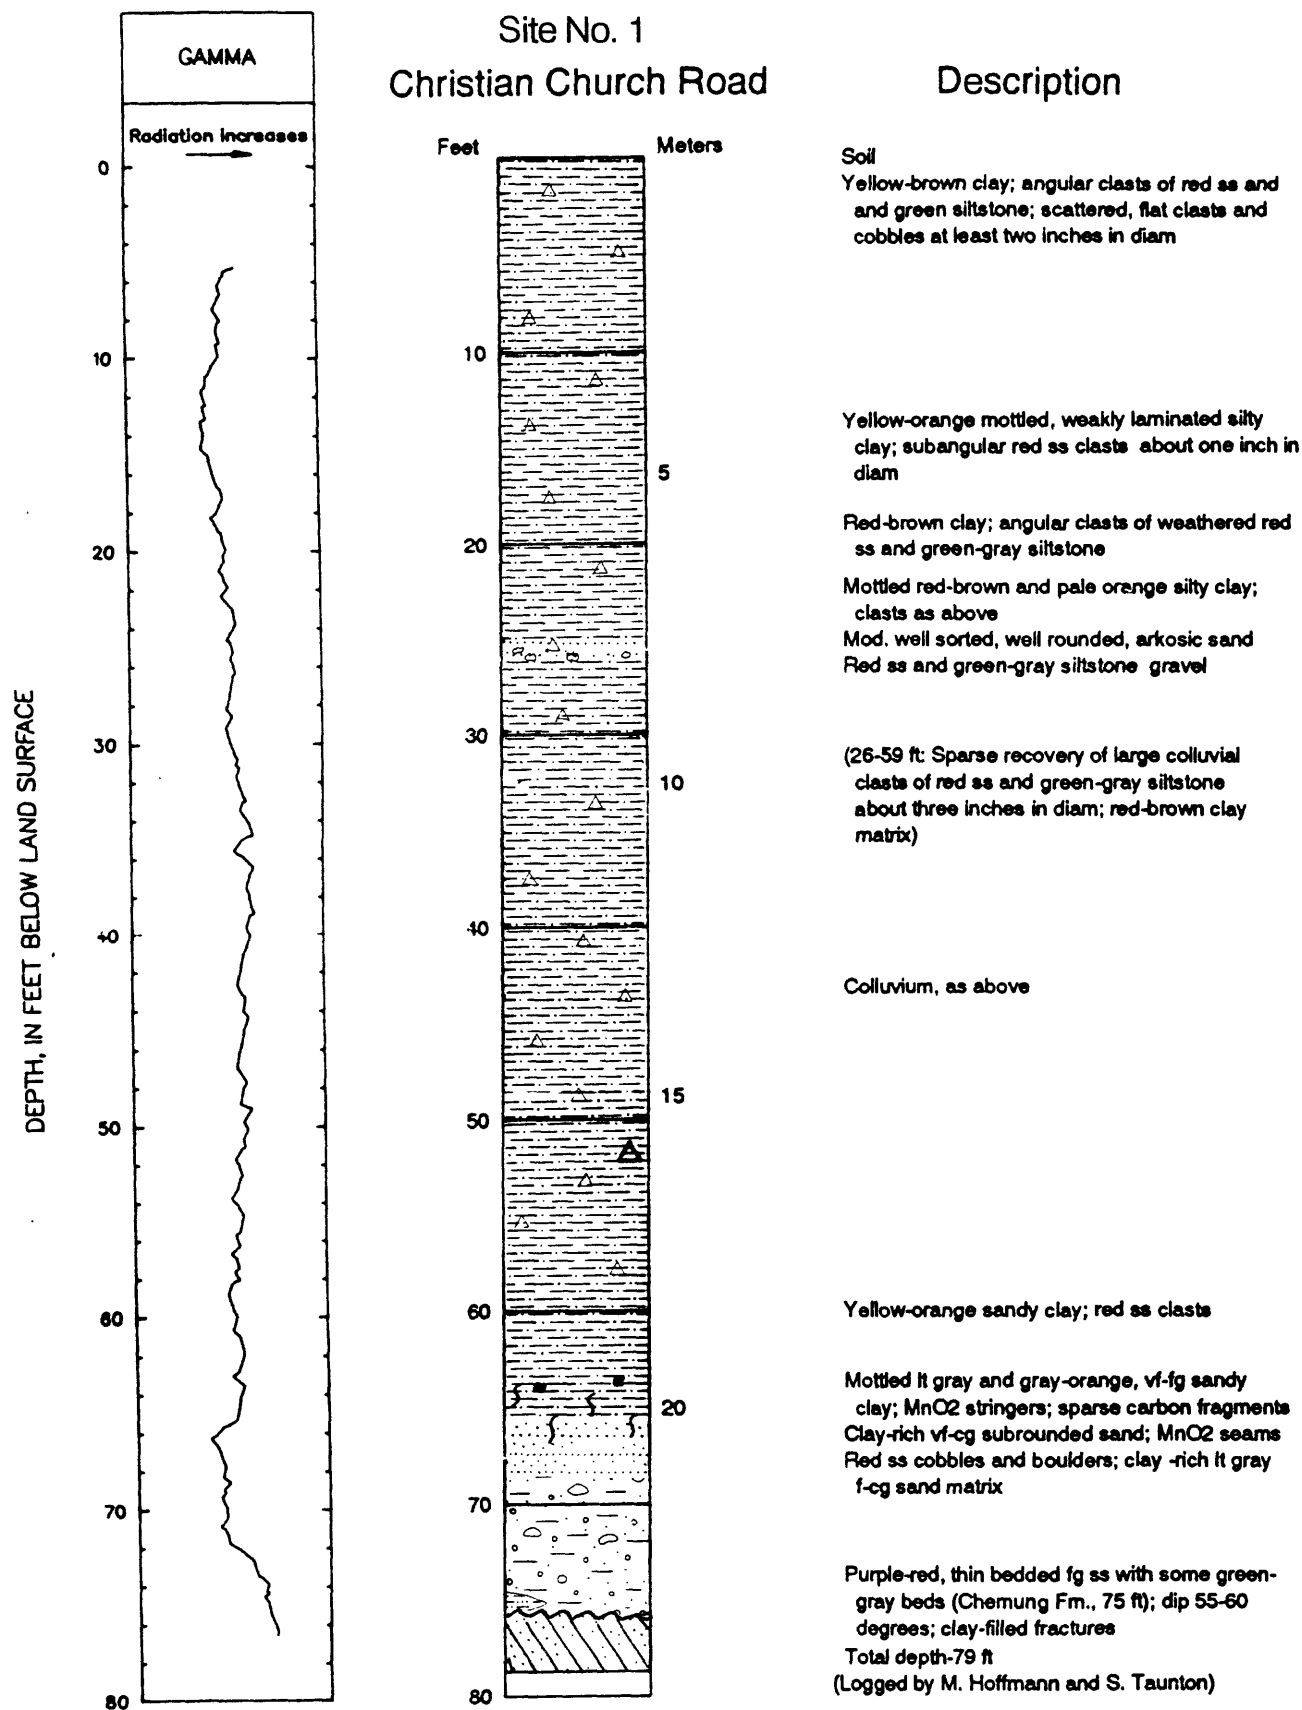 GAMMA
Radiation increases
0
10
20
30
40
50
60
70
80
DEPTH, IN FEET BELOW LAND SURFACE
Site No. 1
Christian Church Road
Feet
Meters
10
20
30
40
50
60
70
80
5
10
15
20
Description
Soil
Yellow-brown clay; angular clasts of red ss and
and green siltstone; scattered, flat clasts and
cobbles at least two inches in diam
Yellow-orange mottled, weakly laminated silty
clay; subangular red ss clasts about one inch in
diam
Red-brown clay; angular clasts of weathered red
ss and green-gray siltstone
Mottled red-brown and pale orange silty clay;
clasts as above
Mod. well sorted, well rounded, arkosic sand
Red ss and green-gray siltstone gravel
(26-59 ft: Sparse recovery of large colluvial
clasts of red ss and green-gray siltstone
about three inches in diam; red-brown clay
matrix)
Colluvium, as above
Yellow-orange sandy clay; red ss clasts
Mottled lt gray and gray-orange, vf-fg sandy
clay; MnO2 stringers; sparse carbon fragments
Clay-rich vf-cg subrounded sand; MnO2 seams
Red ss cobbles and boulders; clay -rich lt gray
f-cg sand matrix
Purple-red, thin bedded fg ss with some green-
gray beds (Chemung Fm., 75 ft); dip 55-60
degrees; clay-filled fractures
Total depth-79 ft
(Logged by M. Hoffmann and S. Taunton)